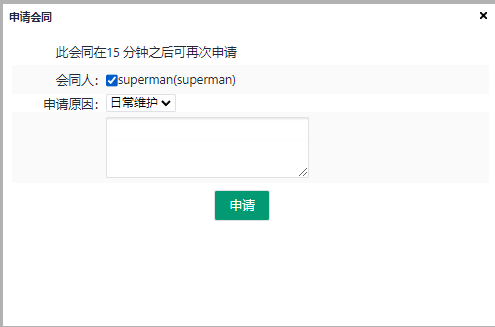 申请会同
此会同在15 分钟之后可再次申请
会同人：superman(superman)
申请原因：日常维护
申请